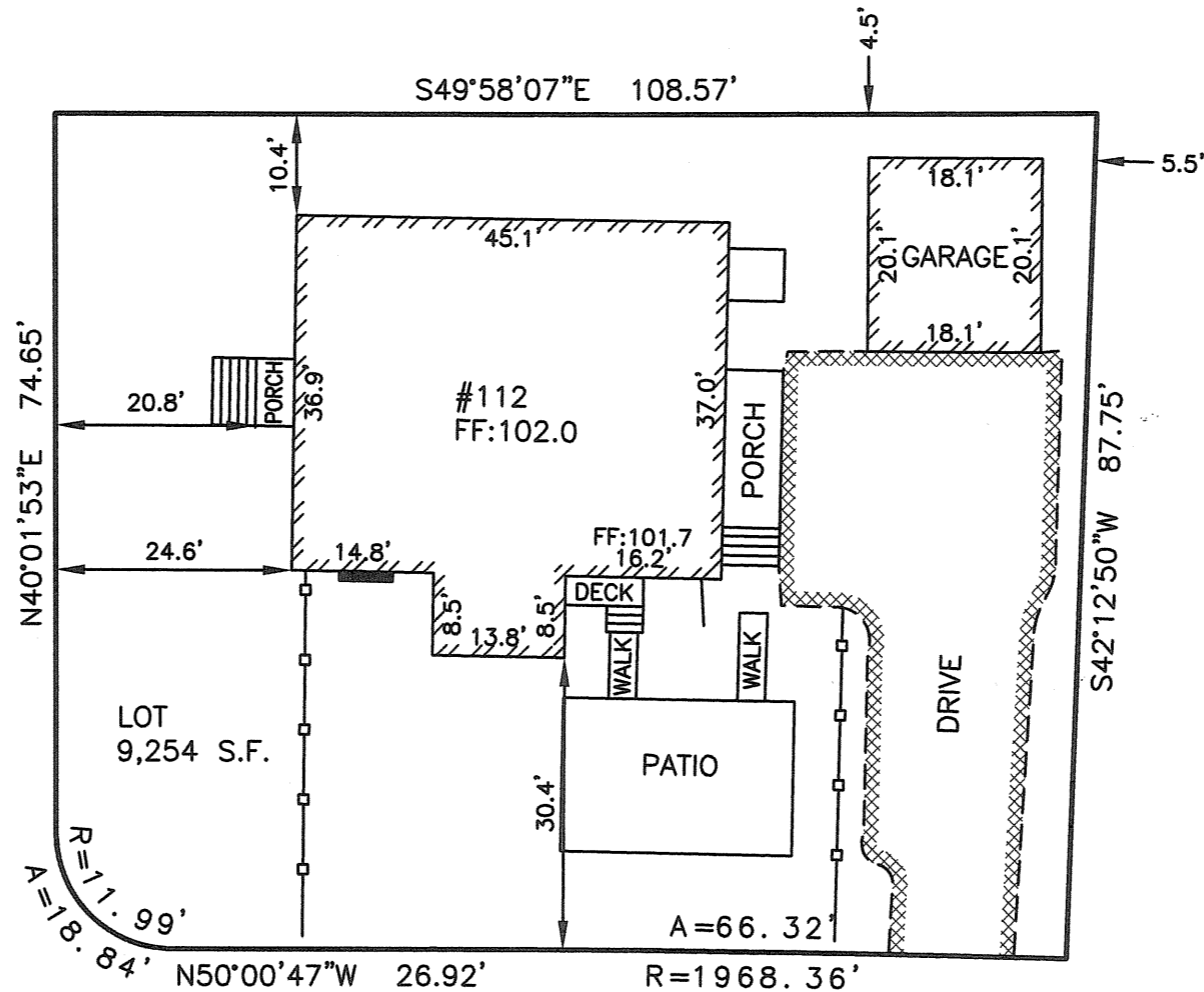 4.5'
S49°58'07"E 108.57'
10.4'
5.5'
18.1'
45.1'
20.1'
GARAGE
20.1'
18.1'
N40°01'53"E 74.65'
PORCH
36.9'
20.8'
#112
FF:102.0
37.0'
PORCH
S42°12'50"W 87.75'
24.6'
14.8'
FF:101.7
16.2'
DECK
8.5'
13.8'
8.5'
WALK
WALK
DRIVE
LOT
9,254 S.F.
PATIO
30.4'
R=11.99'
A=18.84'
A=66.32'
N50°00'47"W 26.92'
R=1968.36'